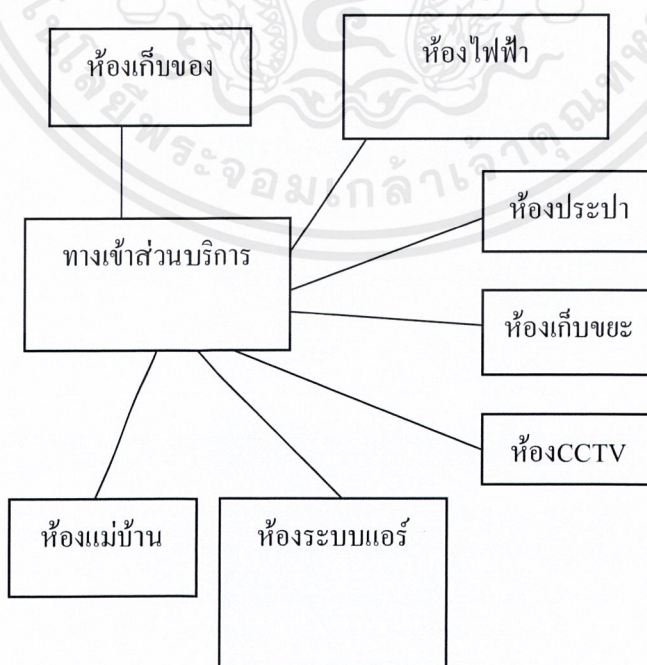 ห้องเก็บของ
ห้องไฟฟ้า
ห้องประปา
ทางเข้าส่วนบริการ
ห้องเก็บขยะ
ห้องCCTV
ห้องแม่บ้าน
ห้องระบบแอร์